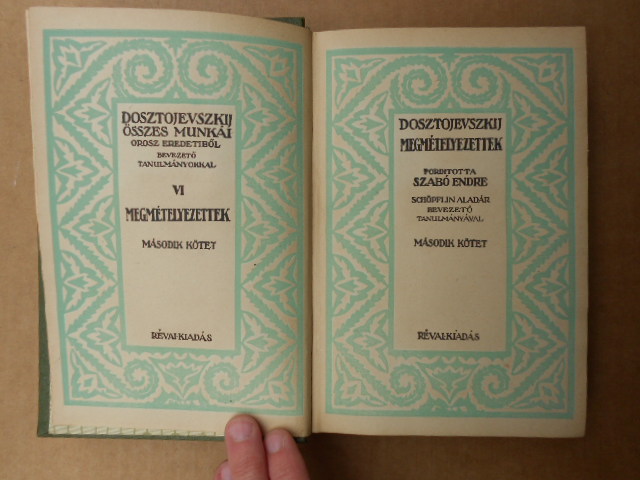 DOSZTOJEVSZKIJ
ÖSSZES MUNKÁI
OROSZ EREDETIBŐL
BEVEZETŐ
TANULMÁNYOKKAL
VI
MEGMÉTELYEZETTEK
MÁSODIK KÖTET
RÉVAI-KIADÁS
DOSZTOJEVSZKIJ
MEGMÉTELYEZETTEK
FORDITOTTA
SZABÓ ENDRE
SCHÖPFLIN ALADÁR
BEVEZETŐ
TANULMÁNYÁVAL
MÁSODIK KÖTET
RÉVAI-KIADÁS